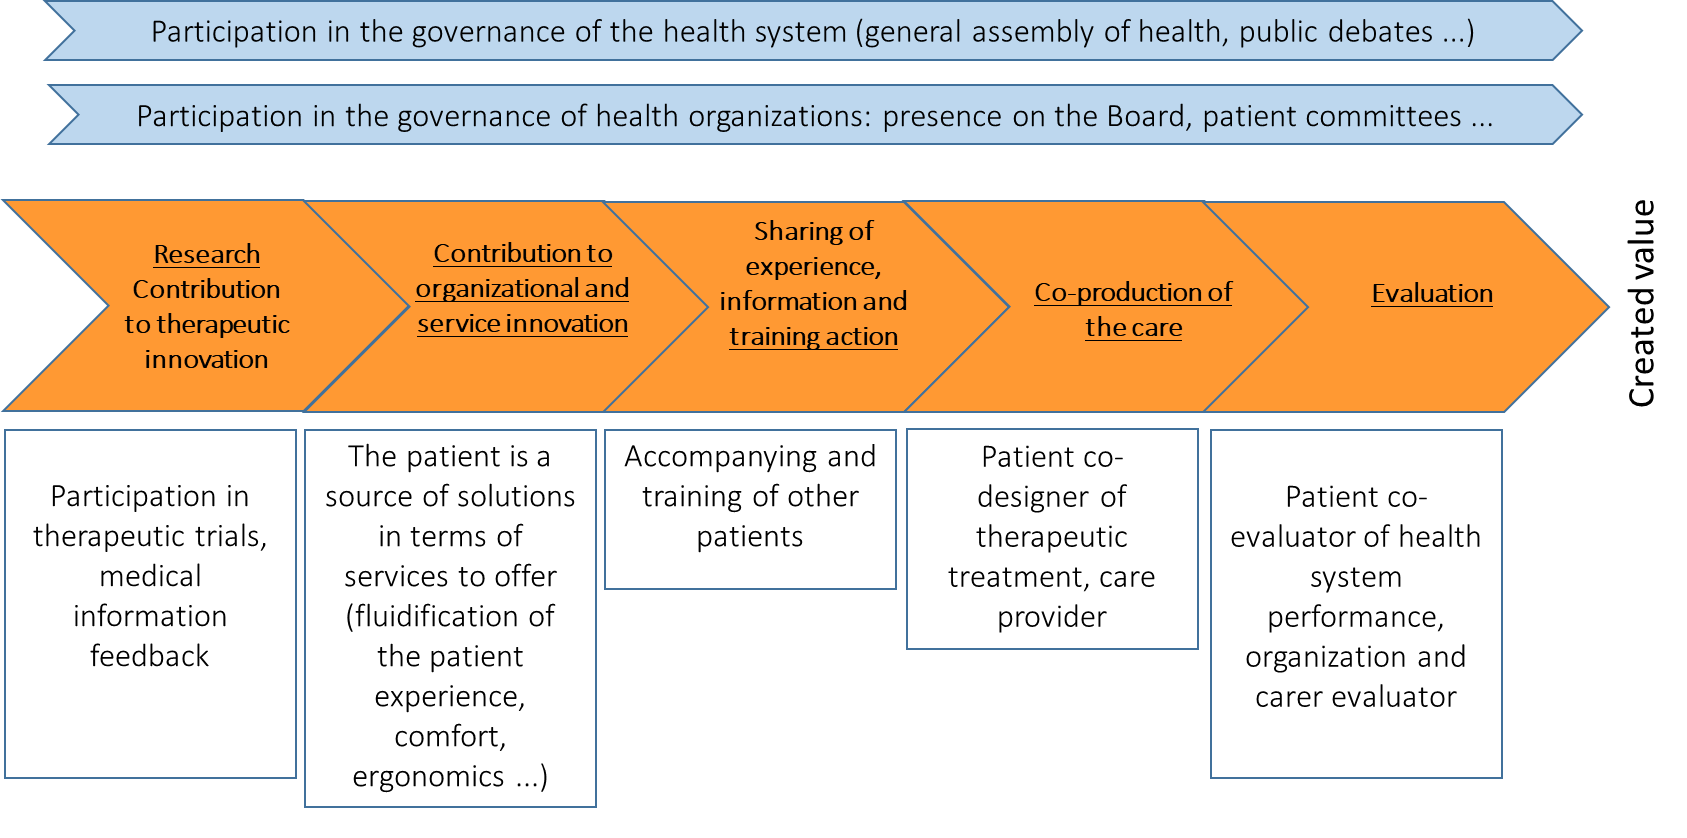 Participation in the governance of the health system (general assembly of health, public debates ...)
Participation in the governance of health organizations: presence on the Board, patient committees ...
Research
Contribution
to therapeutic
innovation
Contribution to
organizational and
service innovation
Sharing of
experience,
information and
training action
Co-production of
the care
Evaluation
Created value
Participation in
therapeutic trials,
medical
information
feedback
The patient is a
source of solutions
in terms of
services to offer
(fluidification of
the patient
experience,
comfort,
ergonomics ...)
Accompanying and
training of other
patients
Patient co-
designer of
therapeutic
treatment, care
provider
Patient co-
evaluator of health
system
performance,
organization and
carer evaluator